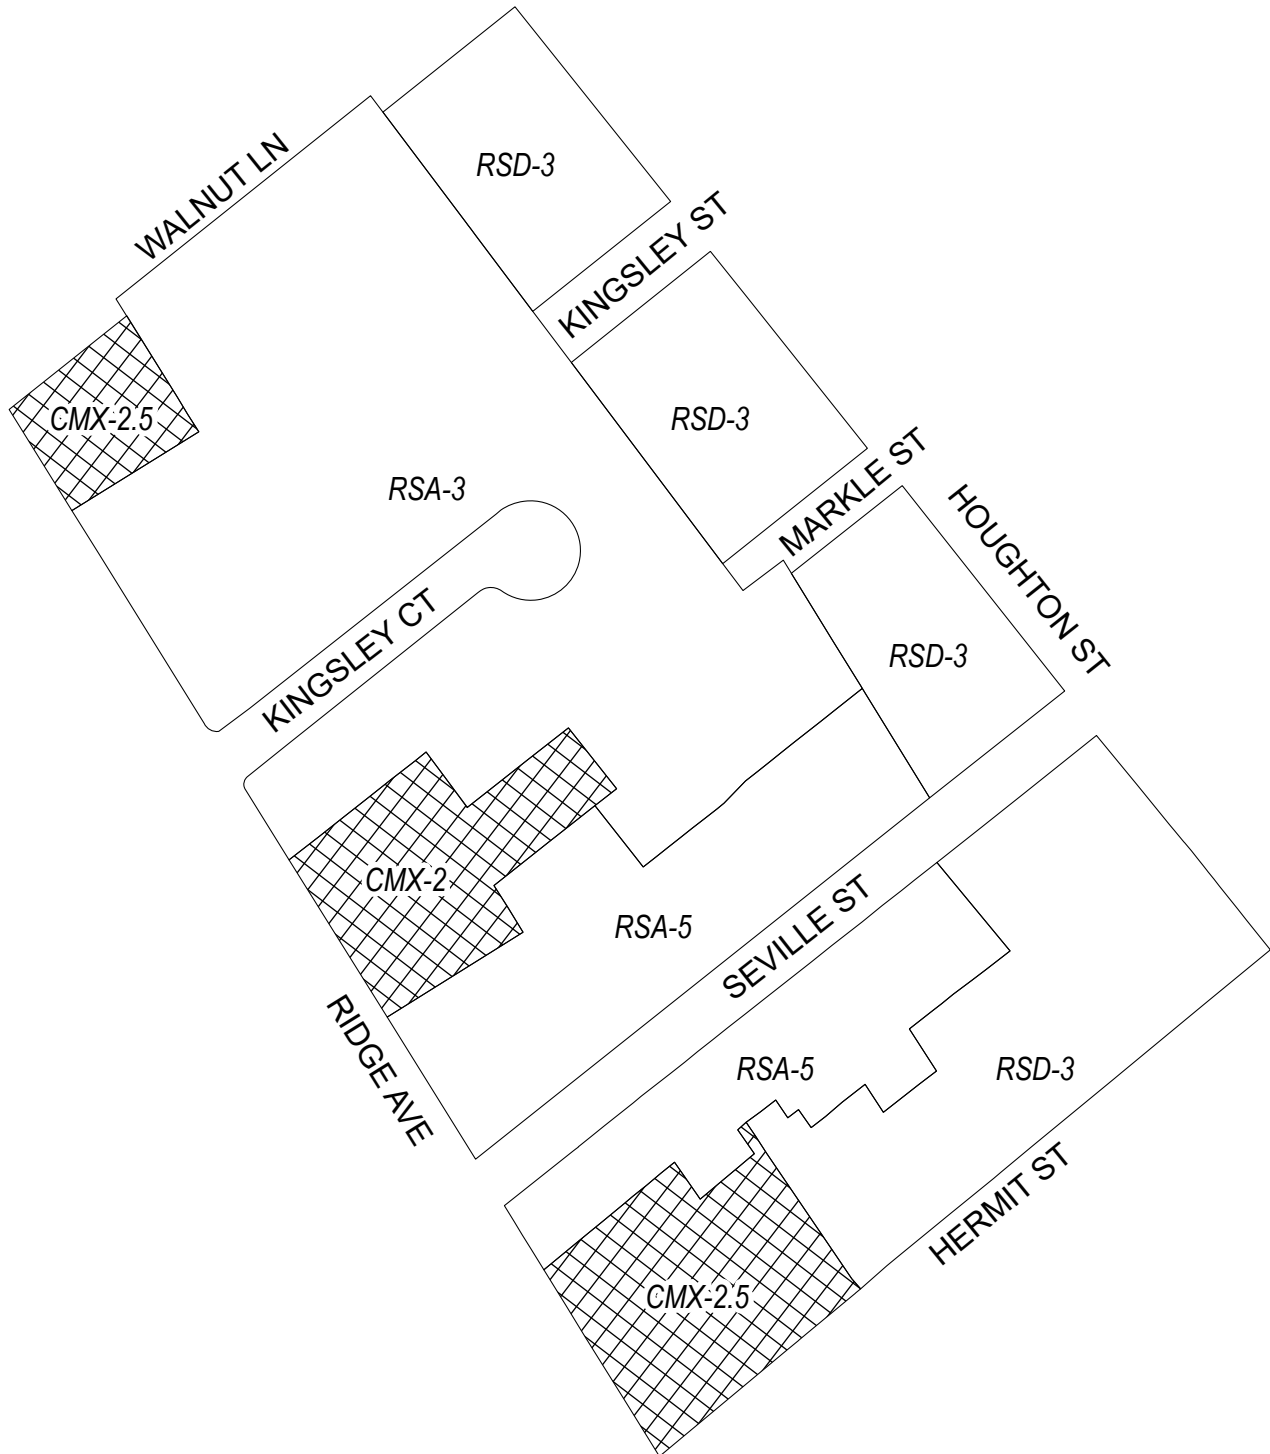 RSD-3
WALNUT LN
KINGSLEY ST
CMX-2.5
RSD-3
RSA-3
MARKLE ST
HOUGHTON ST
KINGSLEY CT
RSD-3
CMX-2
RSA-5
SEVILLE ST
RIDGE AVE
RSA-5
RSD-3
HERMIT ST
CMX-2.5